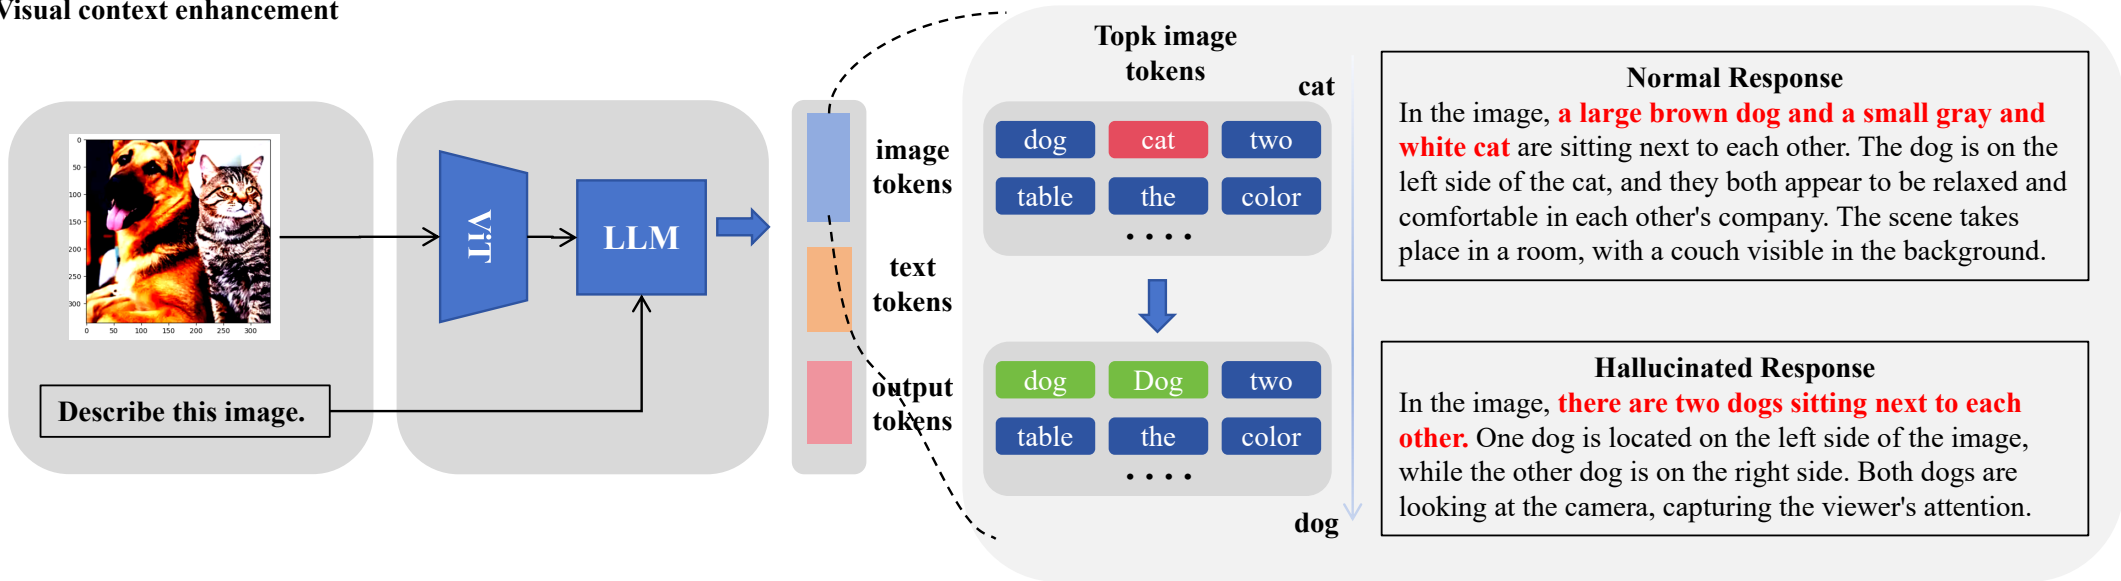 Visual context enhancement
0
50
100
150
200
250
300
0 50 100 150 200 250 300
Describe this image.
ViT
LLM
image
tokens
text
tokens
output
tokens
Topk image
tokens
cat
dog cat two
table the color
....
dog Dog two
table the color
....
dog
Normal Response
In the image, a large brown dog and a small gray and
white cat are sitting next to each other. The dog is on the
left side of the cat, and they both appear to be relaxed and
comfortable in each other's company. The scene takes
place in a room, with a couch visible in the background.
Hallucinated Response
In the image, there are two dogs sitting next to each
other. One dog is located on the left side of the image,
while the other dog is on the right side. Both dogs are
looking at the camera, capturing the viewer's attention.